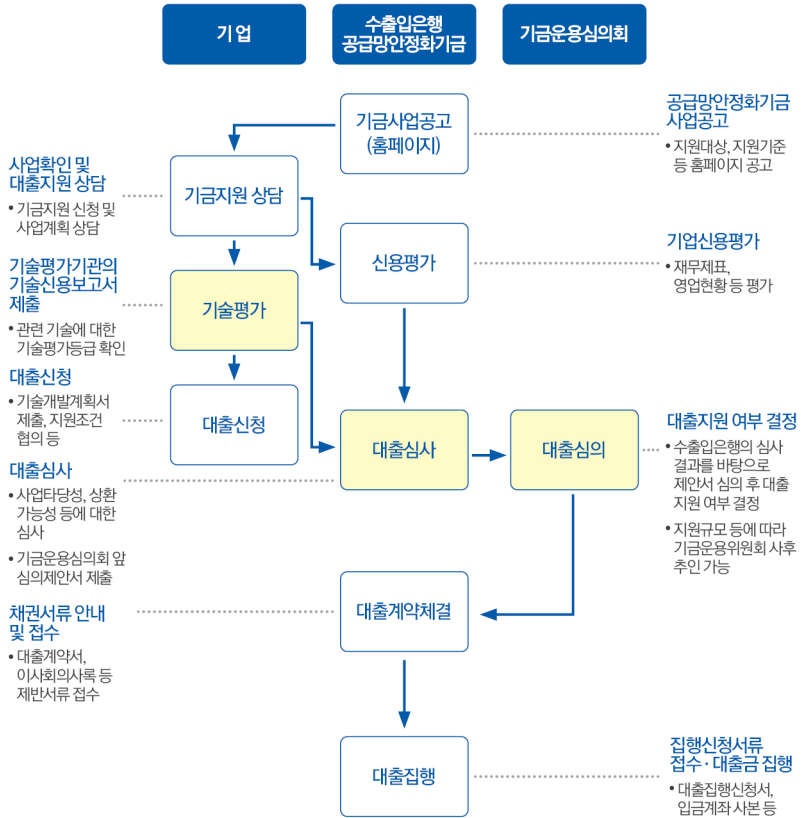 기 업
수출입은행
공급망안정화기금
기금운용심의회
기금사업공고
(홈페이지)
공급망안정화기금
사업공고
• 지원대상, 지원기준
등 홈페이지 공고
사업확인 및
대출지원 상담
• 기금지원 신청 및
사업계획 상담
기금지원 상담
신용평가
기업신용평가
• 재무제표,
영업현황 등 평가
기술평가기관의
기술신용보고서
제출
• 관련 기술에 대한
기술평가등급 확인
기술평가
대출신청
• 기술개발계획서
제출, 지원조건
협의 등
대출신청
대출심사
대출심의
대출지원 여부 결정
• 수출입은행의 심사
결과를 바탕으로
제안서 심의 후 대출
지원 여부 결정
• 지원규모 등에 따라
기금운용위원회 사후
추인 가능
대출심사
• 사업타당성, 상환
가능성 등에 대한
심사
• 기금운용심의회 앞
심의제안서 제출
대출계약체결
채권서류 안내
및 접수
• 대출계약서,
이사회의사록 등
제반서류 접수
대출집행
집행신청서류
접수 · 대출금 집행
• 대출집행신청서,
입금계좌 사본 등